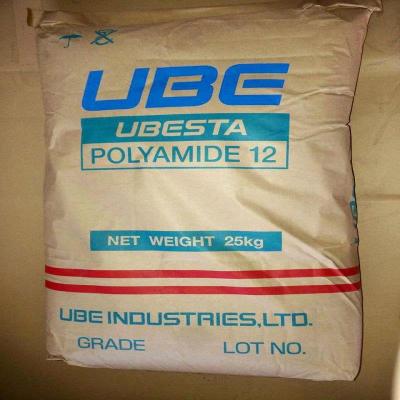 UBE
UBESTA
POLYAMIDE 12
NET WEIGHT 25kg
UBE INDUSTRIES,LTD.
GRADE LOT NO.